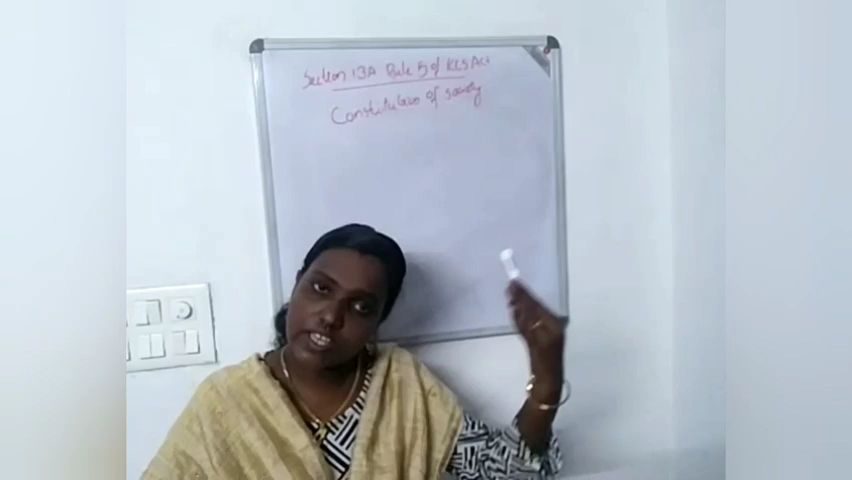 Section 13A Rule 5 of KCS Act
Constitution of society